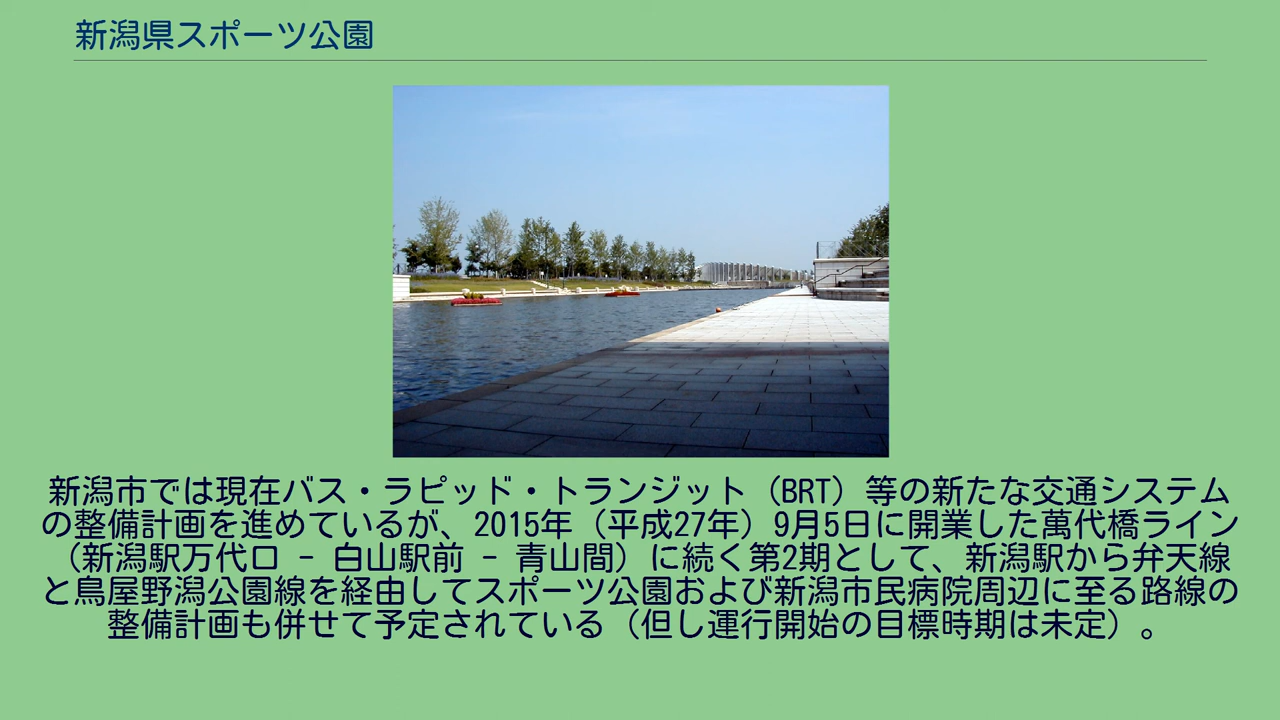 新潟県スポーツ公園
新潟市では現在バス・ラピッド・トランジット（BRT）等の新たな交通システム
の整備計画を進めているが、2015年（平成27年）9月5日に開業した萬代橋ライン
（新潟駅万代口 − 白山駅前 − 青山間）に続く第2期として、新潟駅から弁天線
と鳥屋野潟公園線を経由してスポーツ公園および新潟市民病院周辺に至る路線の
整備計画も併せて予定されている（但し運行開始の目標時期は未定）。